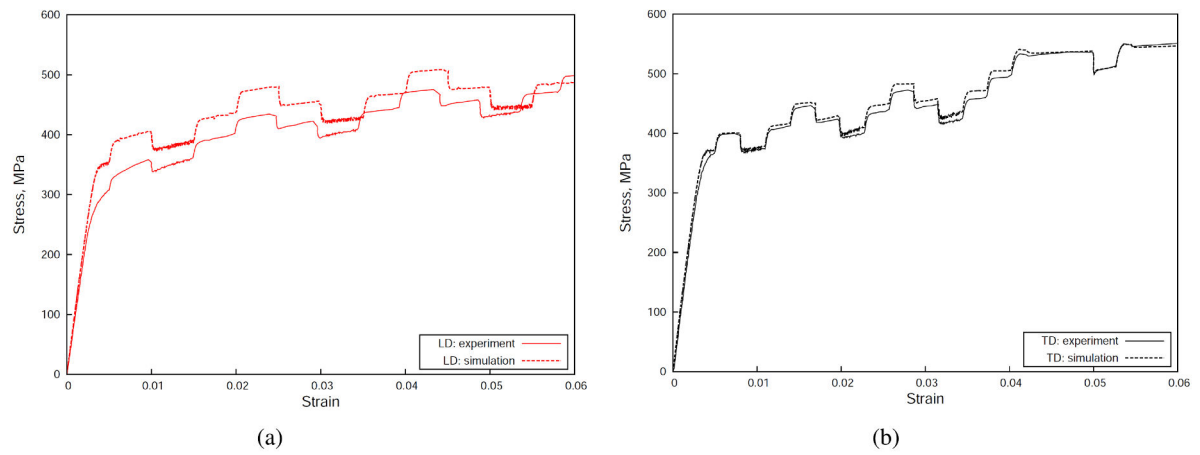 600
500
400
300
200
100
0
Stress, MPa
0 0.01 0.02 0.03 0.04 0.05 0.06
Strain
LD: experiment
LD: simulation
(a)
600
500
400
300
200
100
0
Stress, MPa
0 0.01 0.02 0.03 0.04 0.05 0.06
Strain
TD: experiment
TD: simulation
(b)